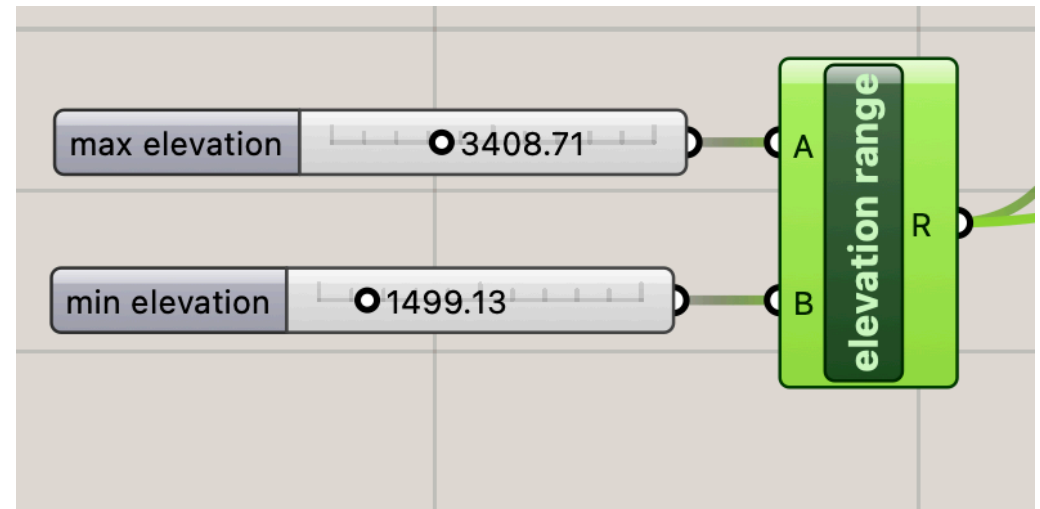 max elevation 3408.71
A
elevation range
R
min elevation 1499.13
B